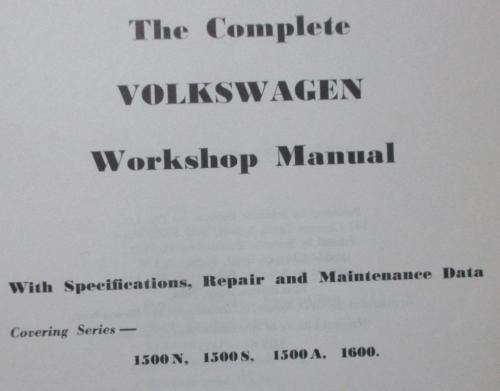 The Complete
VOLKSWAGEN
Workshop Manual
With Specifications, Repair and Maintenance Data
Covering Series —
1500 N, 1500 S, 1500 A, 1600.